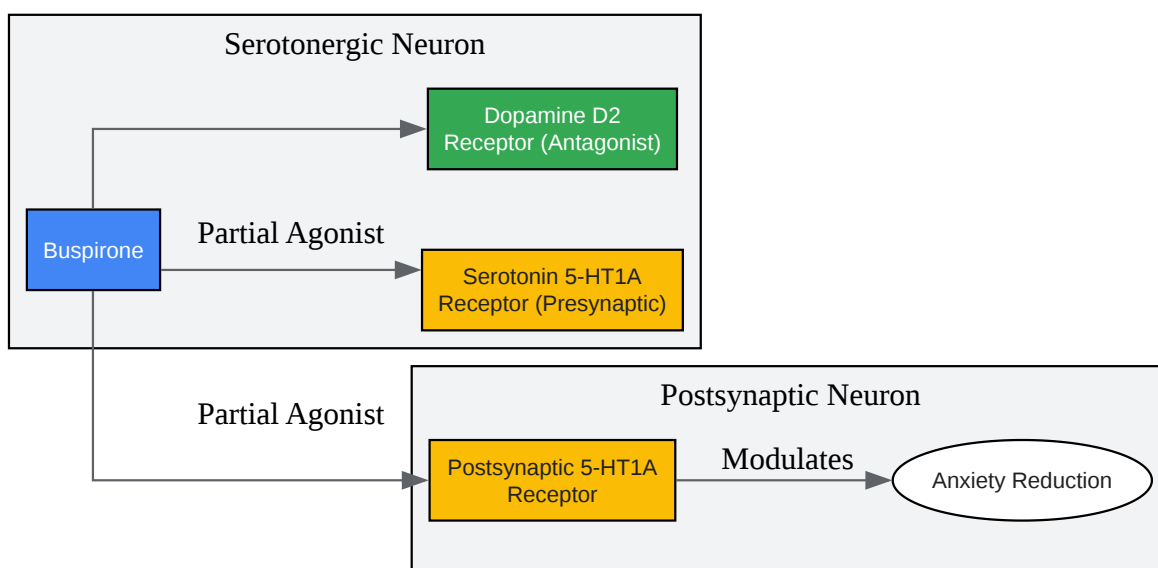 Serotonergic Neuron
Dopamine D2
Receptor (Antagonist)
Partial Agonist
Buspirone
Serotonin 5-HT1A
Receptor (Presynaptic)
Postsynaptic Neuron
Partial Agonist
Postsynaptic 5-HT1A
Receptor
Modulates
Anxiety Reduction